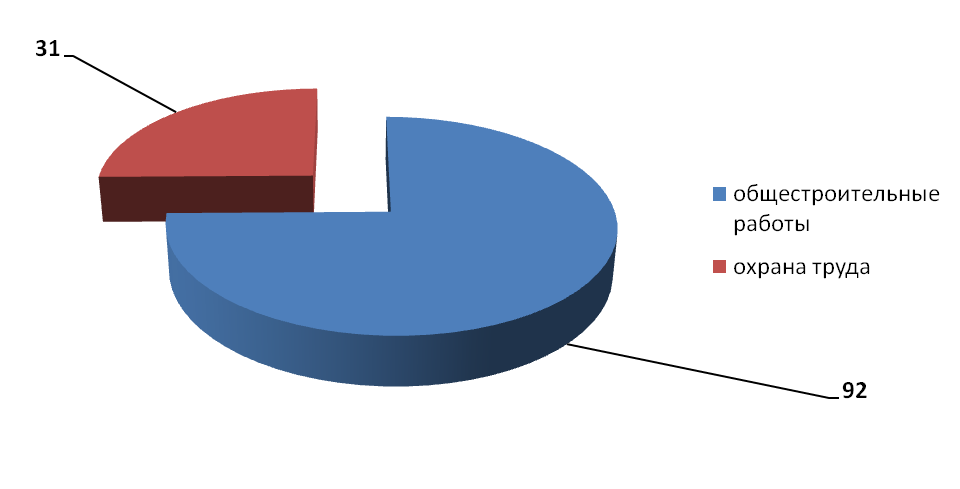 31
общестроительные
работы
охрана труда
92